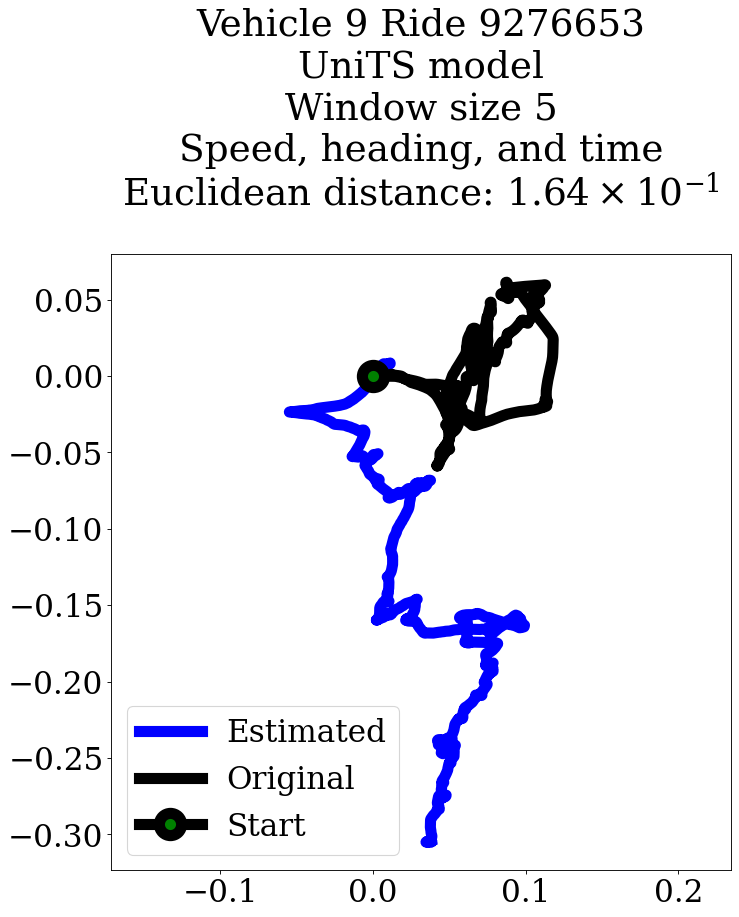 Vehicle 9 Ride 9276653
UniTS model
Window size 5
Speed, heading, and time
Euclidean distance: 1.64 × 10⁻¹
0.05
0.00
−0.05
−0.10
−0.15
−0.20
−0.25
−0.30
Estimated
Original
Start
−0.1 0.0 0.1 0.2